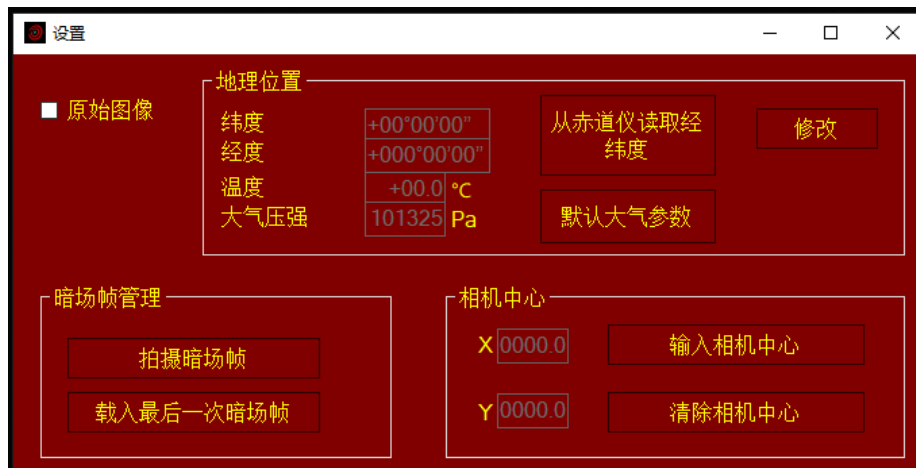 设置
原始图像
地理位置
纬度 +00°00'00"
经度 +000°00'00"
温度 +00.0 °C
大气压强 101325 Pa
从赤道仪读取经
纬度
默认大气参数
修改
暗场帧管理
拍摄暗场帧
载入最后一次暗场帧
相机中心
X 0000.0 输入相机中心
Y 0000.0 清除相机中心